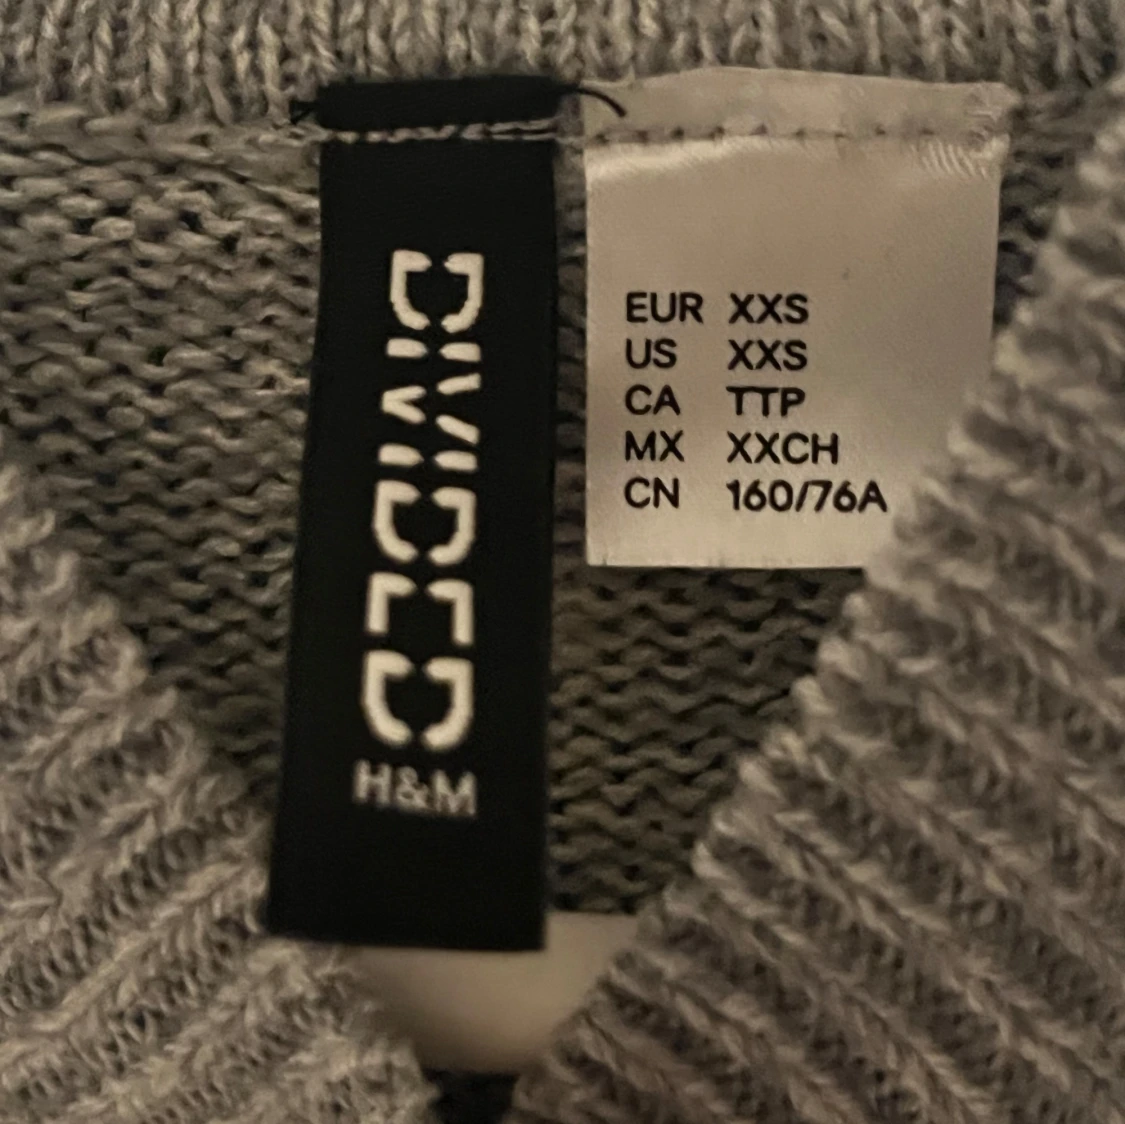 DIVIDED
H&M
EUR XXS
US XXS
CA TTP
MX XXCH
CN 160/76A